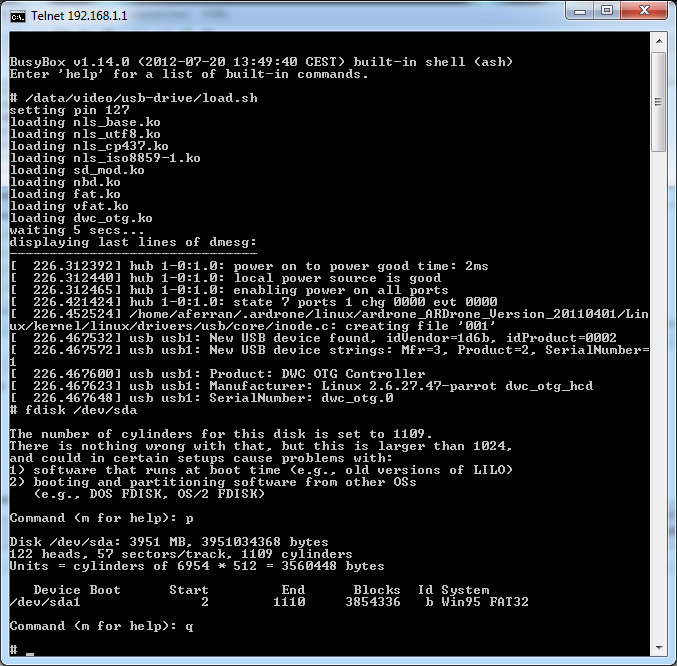 Telnet 192.168.1.1
BusyBox v1.14.0 (2012-07-20 13:49:40 CEST) built-in shell (ash)
Enter 'help' for a list of built-in commands.
# /data/video/usb-drive/load.sh
setting pin 127
loading nls_base.ko
loading nls_utf8.ko
loading nls_cp437.ko
loading nls_iso8859-1.ko
loading sd_mod.ko
loading nbd.ko
loading fat.ko
loading vfat.ko
loading dwc_otg.ko
waiting 5 secs...
displaying last lines of dmesg:
-------------------------------
[  226.312392] hub 1-0:1.0: power on to power good time: 2ms
[  226.312440] hub 1-0:1.0: local power source is good
[  226.312465] hub 1-0:1.0: enabling power on all ports
[  226.421424] hub 1-0:1.0: state 7 ports 1 chg 0000 evt 0000
[  226.452524] /home/aferran/.ardrone/linux/ardrone_ARDrone_Version_20110401/Lin
ux/kernel/linux/drivers/usb/core/inode.c: creating file '001'
[  226.467532] usb usb1: New USB device found, idVendor=1d6b, idProduct=0002
[  226.467572] usb usb1: New USB device strings: Mfr=3, Product=2, SerialNumber=
1
[  226.467600] usb usb1: Product: DWC OTG Controller
[  226.467623] usb usb1: Manufacturer: Linux 2.6.27.47-parrot dwc_otg_hcd
[  226.467648] usb usb1: SerialNumber: dwc_otg.0
# fdisk /dev/sda
The number of cylinders for this disk is set to 1109.
There is nothing wrong with that, but this is larger than 1024,
and could in certain setups cause problems with:
1) software that runs at boot time (e.g., old versions of LILO)
2) booting and partitioning software from other OSs
   (e.g., DOS FDISK, OS/2 FDISK)
Command (m for help): p
Disk /dev/sda: 3951 MB, 3951034368 bytes
122 heads, 57 sectors/track, 1109 cylinders
Units = cylinders of 6954 * 512 = 3560448 bytes
   Device Boot      Start         End      Blocks  Id System
/dev/sda1               2        1110     3854336   b Win95 FAT32
Command (m for help): q
# _